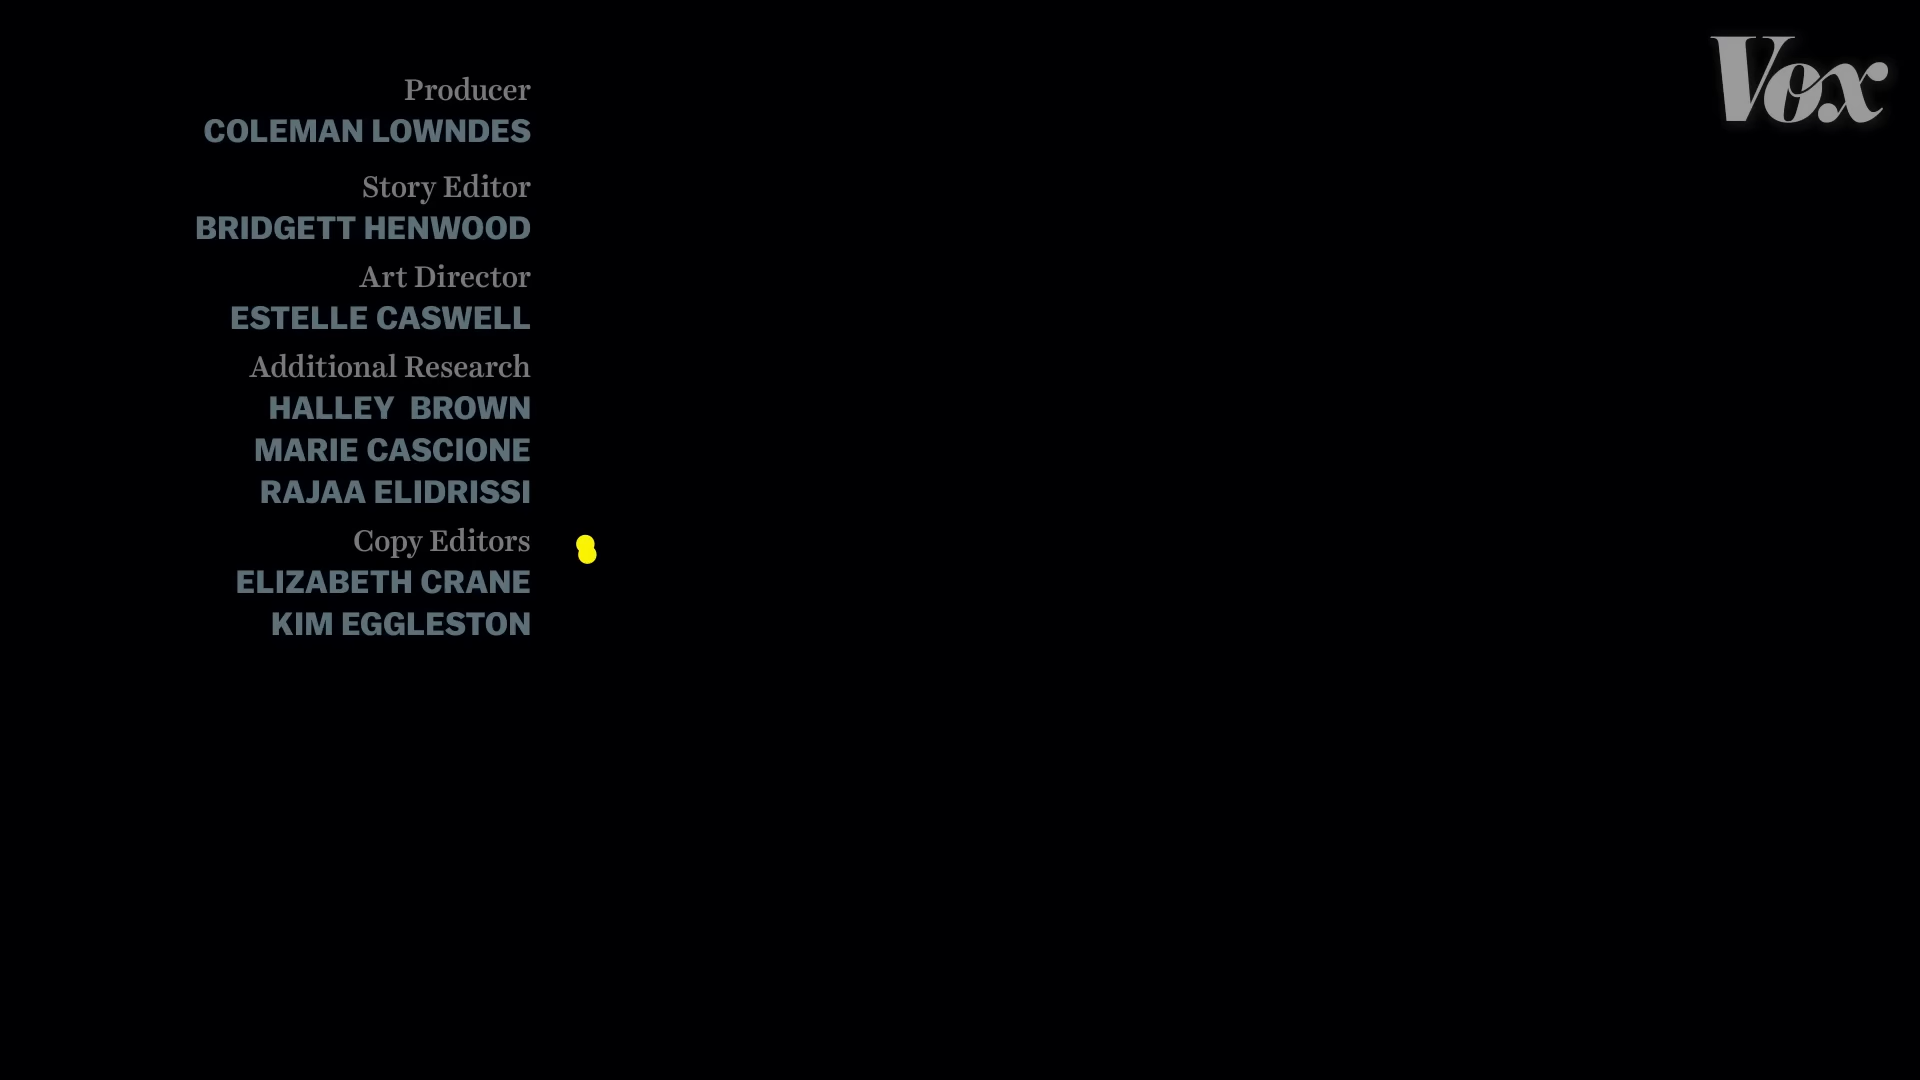 Vox
Producer
COLEMAN LOWNDES
Story Editor
BRIDGETT HENWOOD
Art Director
ESTELLE CASWELL
Additional Research
HALLEY BROWN
MARIE CASCIONE
RAJAA ELIDRISSI
Copy Editors
ELIZABETH CRANE
KIM EGGLESTON